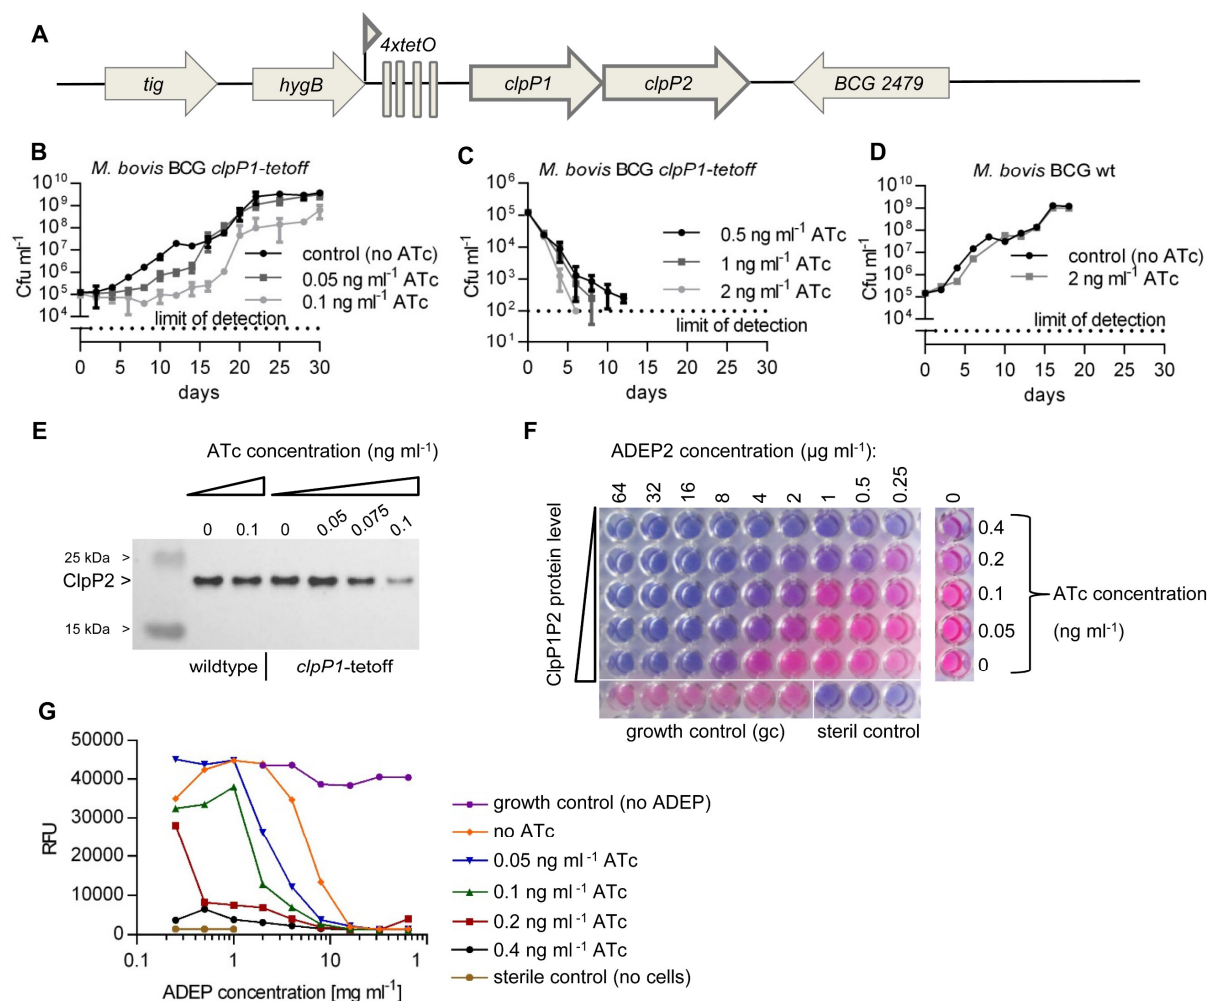 A
4xtetO
tig
hygB
clpP1
clpP2
BCG 2479
B
M. bovis BCG clpP1-tetoff
10^10
10^9
10^8
10^7
10^6
10^5
10^4
Cfu ml^-1
control (no ATc)
0.05 ng ml^-1 ATc
0.1 ng ml^-1 ATc
limit of detection
0 5 10 15 20 25 30
days
C
M. bovis BCG clpP1-tetoff
10^6
10^5
10^4
10^3
10^2
10^1
Cfu ml^-1
0.5 ng ml^-1 ATc
1 ng ml^-1 ATc
2 ng ml^-1 ATc
limit of detection
0 5 10 15 20 25 30
days
D
M. bovis BCG wt
10^10
10^9
10^8
10^7
10^6
10^5
10^4
Cfu ml^-1
control (no ATc)
2 ng ml^-1 ATc
limit of detection
0 5 10 15 20 25 30
days
E
ATc concentration (ng ml^-1)
0 0.1 0 0.05 0.075 0.1
25 kDa >
ClpP2 >
15 kDa >
wildtype clpP1-tetoff
F
ADEP2 concentration (µg ml^-1):
64 32 16 8 4 2 1 0.5 0.25 0
ClpP1P2 protein level
0.4
0.2
0.1
0.05
0
ATc concentration
(ng ml^-1)
growth control (gc) steril control
G
50000
40000
30000
20000
10000
0
RFU
0.1 1 10 1
ADEP concentration [mg ml^-1]
growth control (no ADEP)
no ATc
0.05 ng ml^-1 ATc
0.1 ng ml^-1 ATc
0.2 ng ml^-1 ATc
0.4 ng ml^-1 ATc
sterile control (no cells)